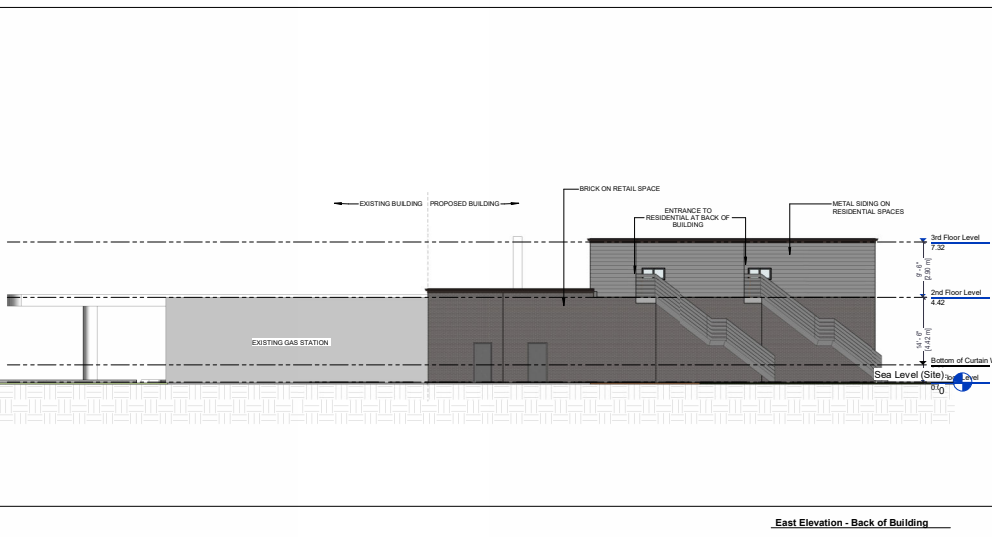 BRICK ON RETAIL SPACE
EXISTING BUILDING
PROPOSED BUILDING
ENTRANCE TO
RESIDENTIAL AT BACK OF
BUILDING
METAL SIDING ON
RESIDENTIAL SPACES
3rd Floor Level
7.32
9' - 6"
[2.90 m]
2nd Floor Level
4.42
EXISTING GAS STATION
14' - 6"
[4.42 m]
Bottom of Curtain
Sea Level (Site)
Level
0
East Elevation - Back of Building